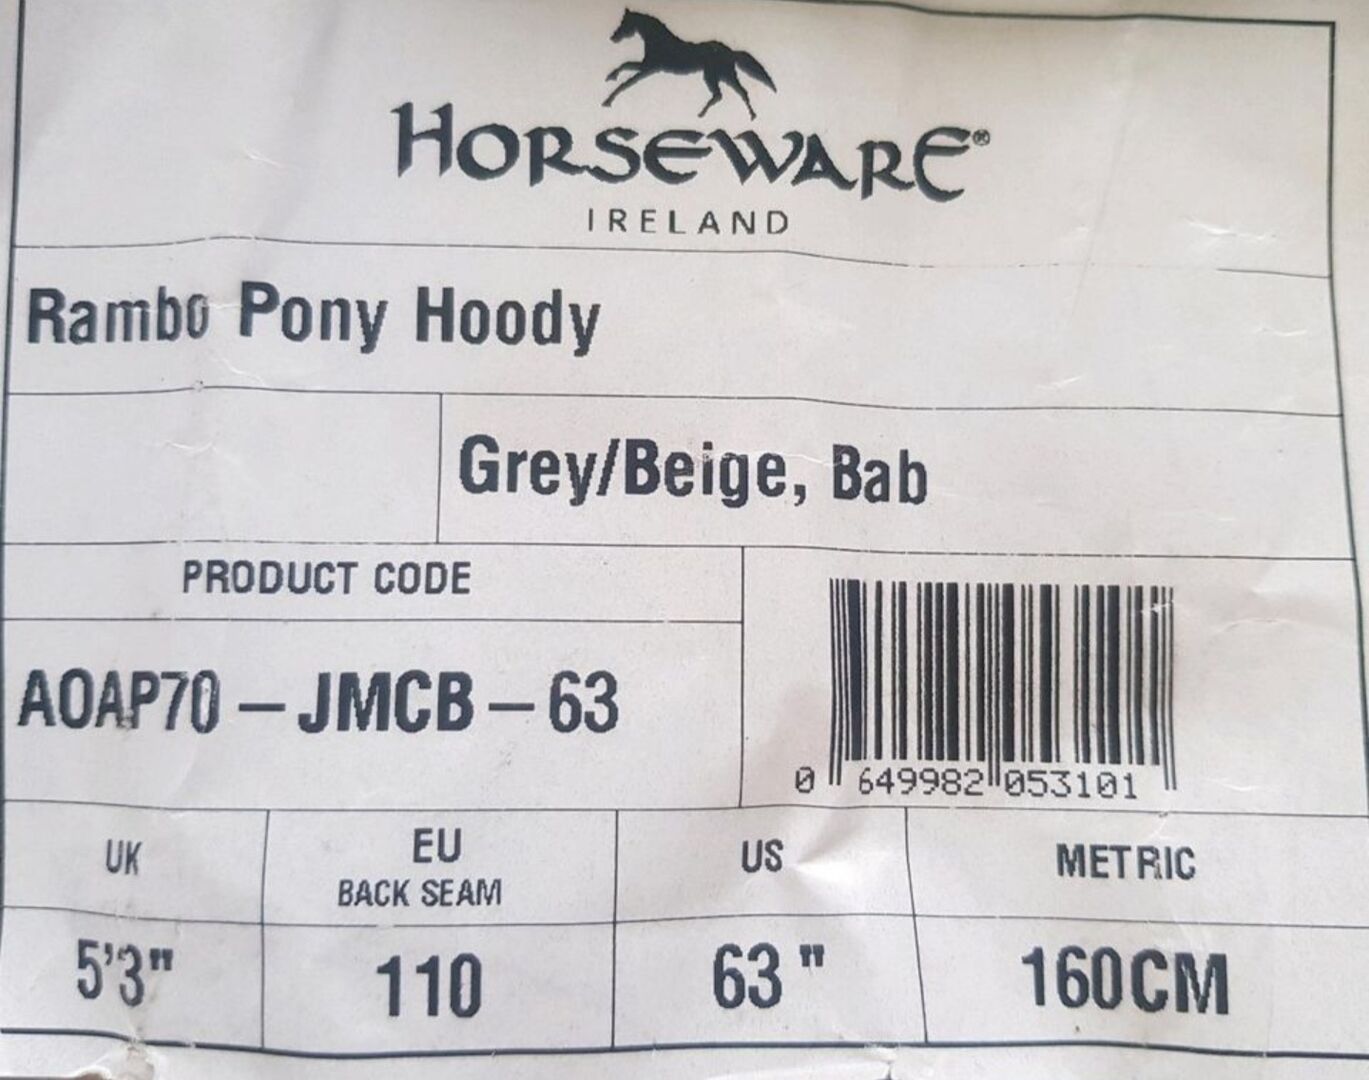 HORSEWARE®
IRELAND
Rambo Pony Hoody
Grey/Beige, Bab
PRODUCT CODE
AOAP70 – JMCB – 63
0 649982 053101
UK
EU
BACK SEAM
US
METRIC
5'3"
110
63 "
160CM